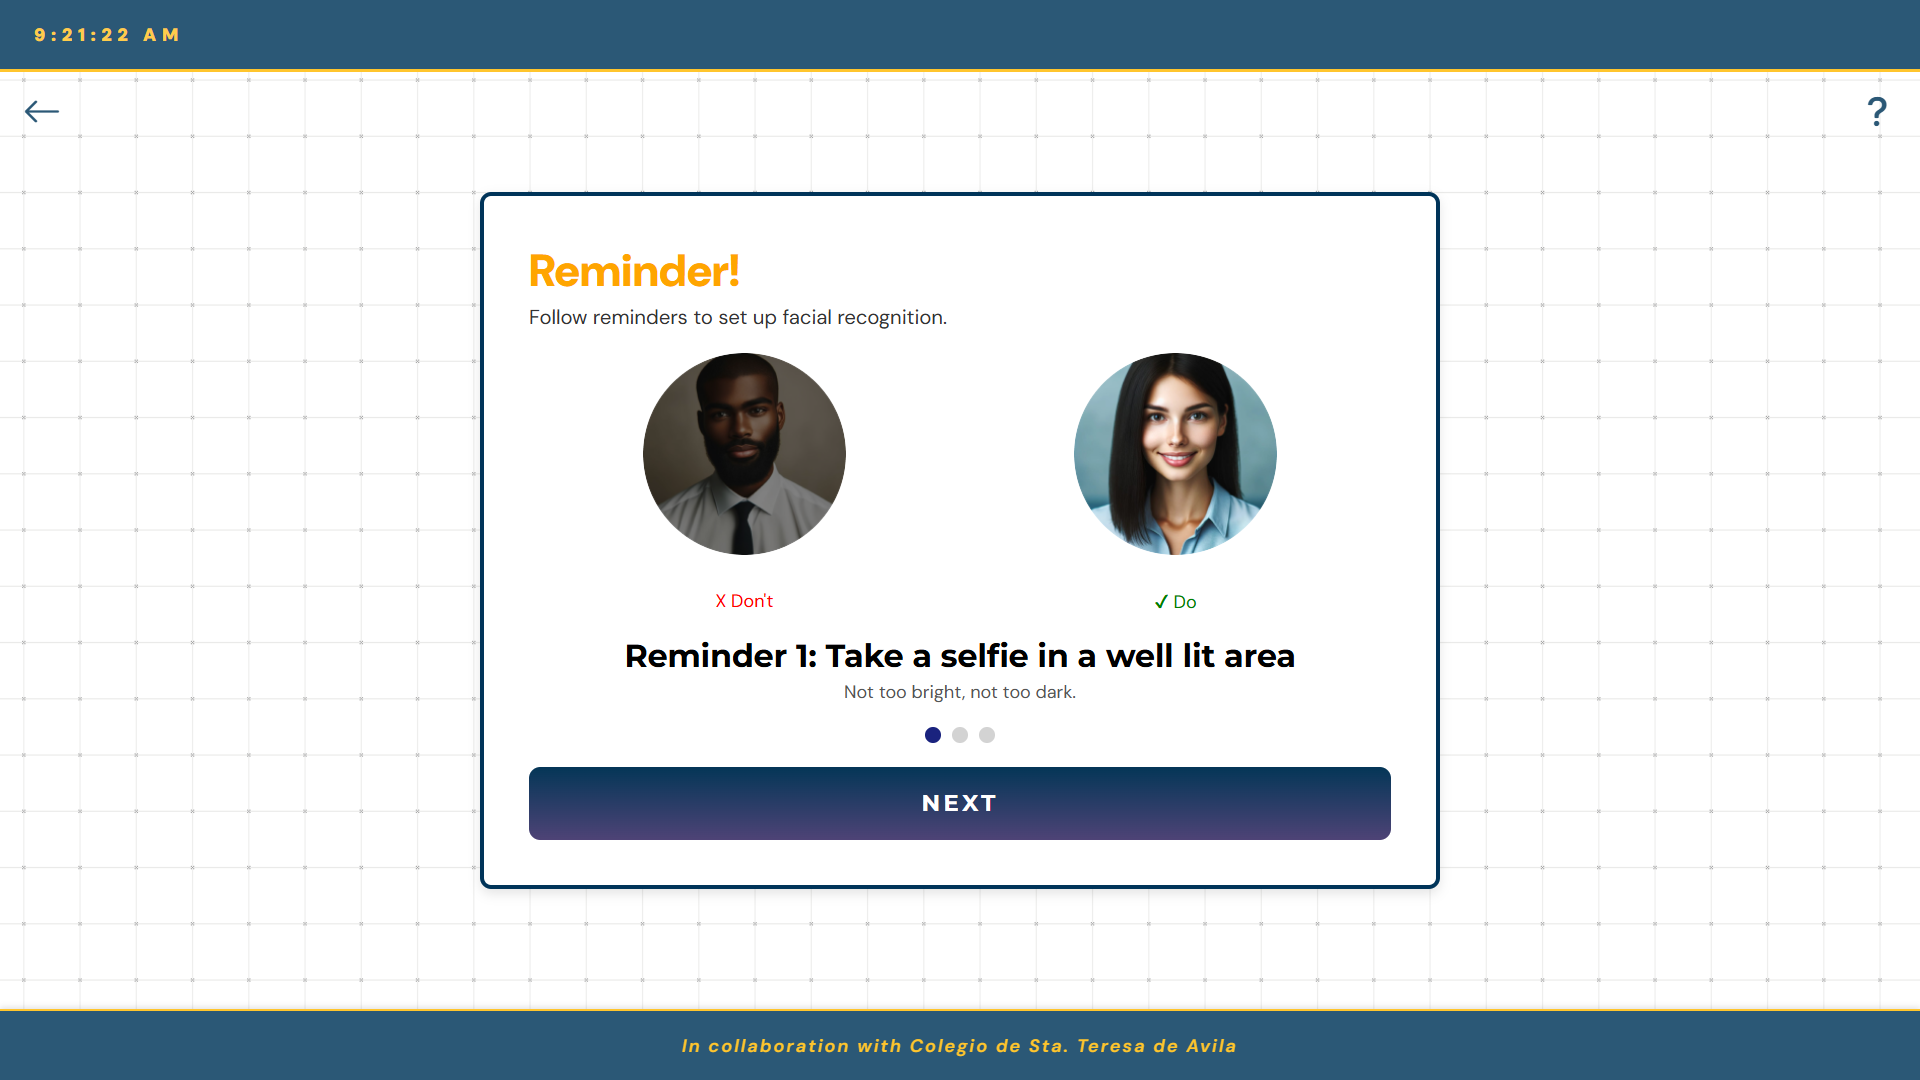 9:21:22 AM
?
Reminder!
Follow reminders to set up facial recognition.
X Don't
✓ Do
Reminder 1: Take a selfie in a well lit area
Not too bright, not too dark.
NEXT
In collaboration with Colegio de Sta. Teresa de Avila